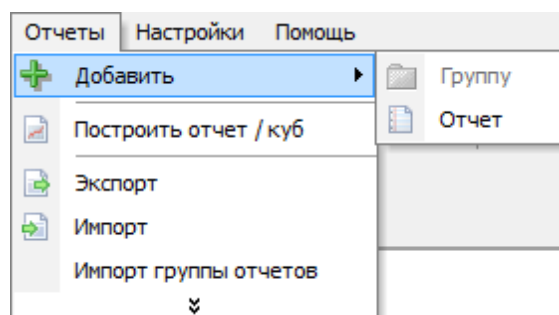 Отчеты Настройки Помощь
Добавить
Группу
Отчет
Построить отчет / куб
Экспорт
Импорт
Импорт группы отчетов